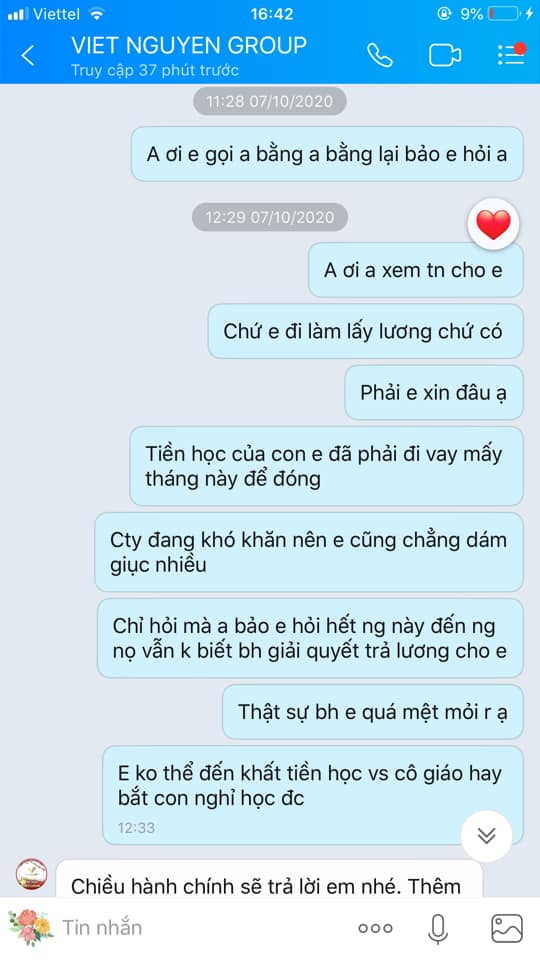 Viettel
16:42
9%
VIET NGUYEN GROUP
Truy cập 37 phút trước
11:28 07/10/2020
A ơi e gọi a bằng a bằng lại bảo e hỏi a
12:29 07/10/2020
A ơi a xem tn cho e
Chứ e đi làm lấy lương chứ có
Phải e xin đâu ạ
Tiền học của con e đã phải đi vay mấy
tháng này để đóng
Cty đang khó khăn nên e cũng chẳng dám
giục nhiều
Chỉ hỏi mà a bảo e hỏi hết ng này đến ng
nọ vẫn k biết bh giải quyết trả lương cho e
Thật sự bh e quá mệt mỏi r ạ
E ko thể đến khất tiền học vs cô giáo hay
bắt con nghỉ học đc
12:33
Chiều hành chính sẽ trả lời em nhé. Thêm
Tin nhắn